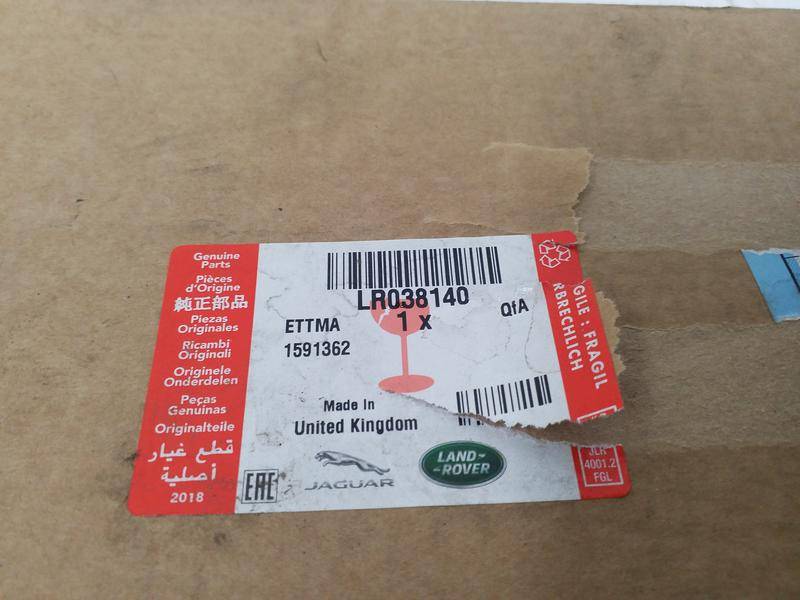 Genuine
Parts
Pièces
d'Origine
純正部品
Piezas
Originales
Ricambi
Originali
Originele
Onderdelen
Peças
Genuinas
Originalteile
قطع غيار
أصلية
2018
LR038140
1 x
QfA
ETTMA
1591362
Made In
United Kingdom
EAC
JAGUAR
LAND-
-ROVER
GILE : FRAGIL
RBRECHLICH
JLR
4001.2
FGL